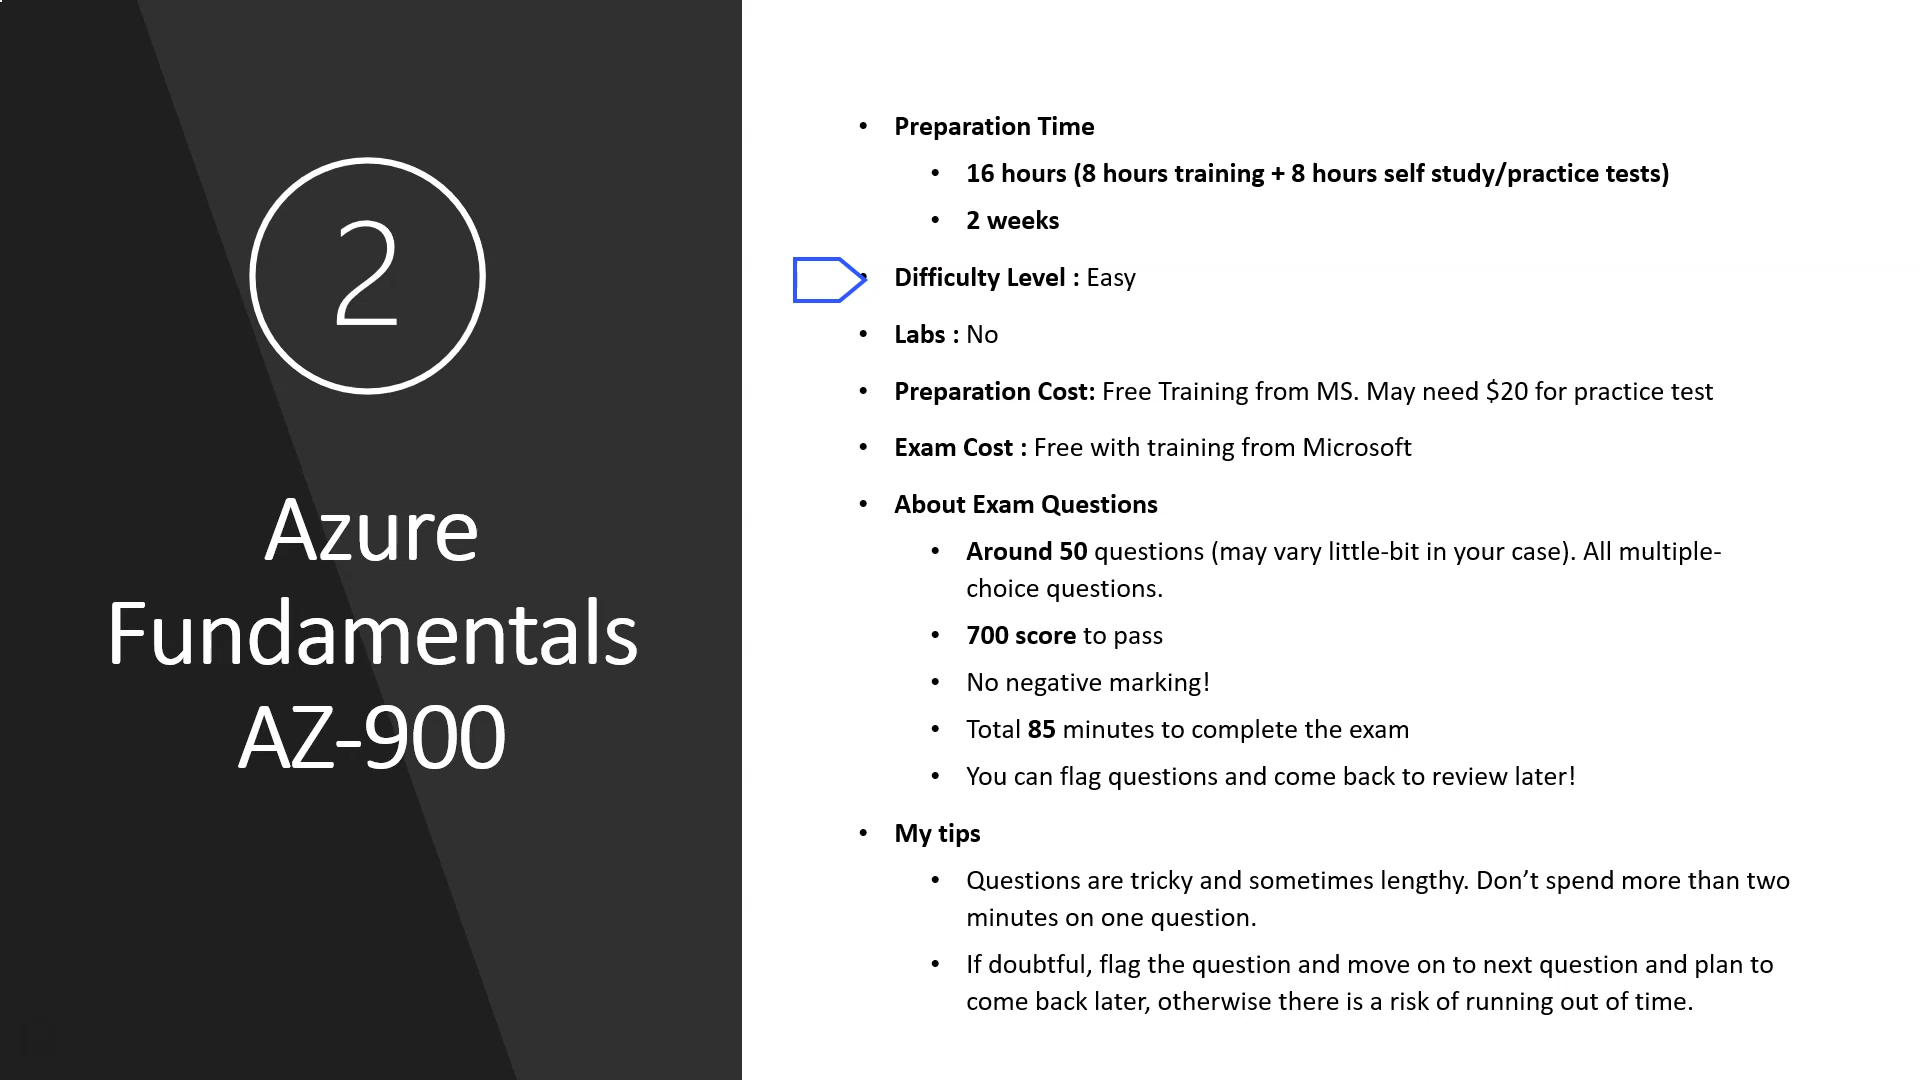 2
Azure
Fundamentals
AZ-900
• Preparation Time
• 16 hours (8 hours training + 8 hours self study/practice tests)
• 2 weeks
• Difficulty Level : Easy
• Labs : No
• Preparation Cost: Free Training from MS. May need $20 for practice test
• Exam Cost : Free with training from Microsoft
• About Exam Questions
• Around 50 questions (may vary little-bit in your case). All multiple-
choice questions.
• 700 score to pass
• No negative marking!
• Total 85 minutes to complete the exam
• You can flag questions and come back to review later!
• My tips
• Questions are tricky and sometimes lengthy. Don’t spend more than two
minutes on one question.
• If doubtful, flag the question and move on to next question and plan to
come back later, otherwise there is a risk of running out of time.